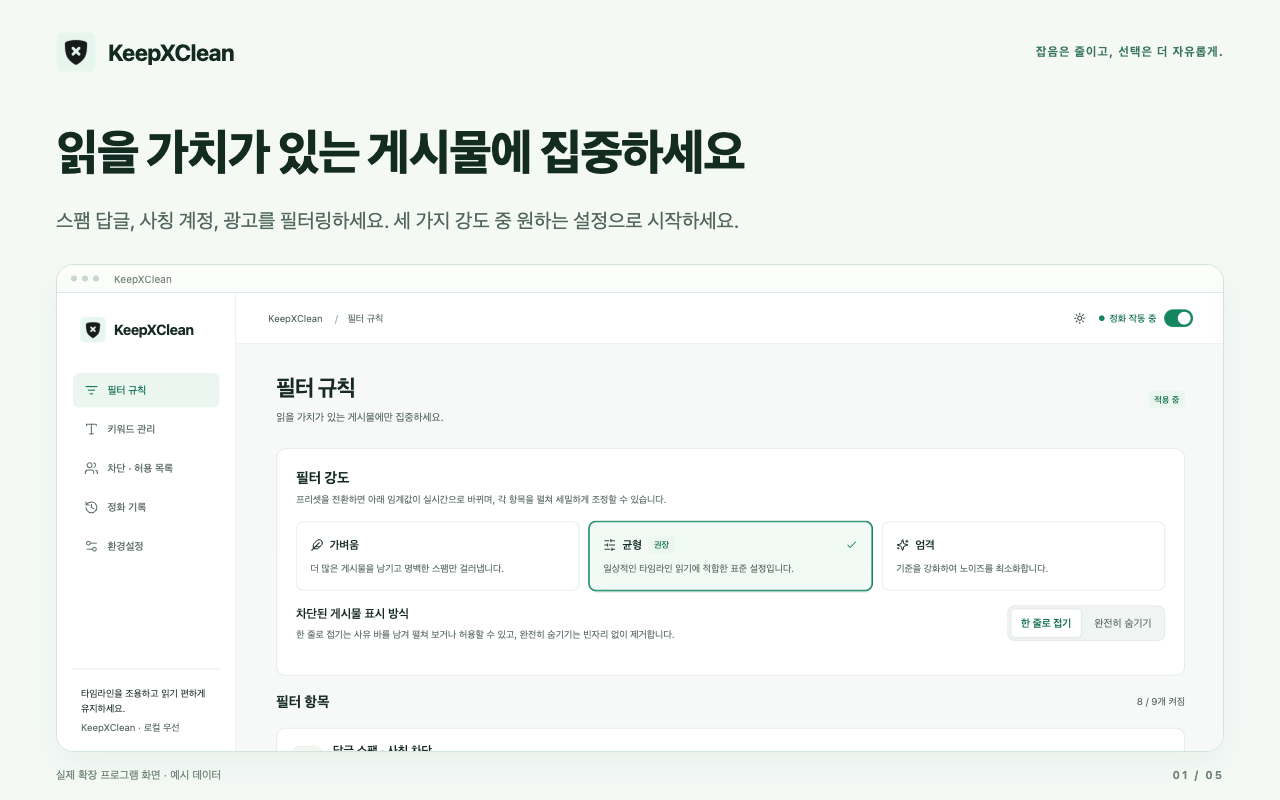 KeepXClean
잡음은 줄이고, 선택은 더 자유롭게.
읽을 가치가 있는 게시물에 집중하세요
스팸 답글, 사칭 계정, 광고를 필터링하세요. 세 가지 강도 중 원하는 설정으로 시작하세요.
KeepXClean
KeepXClean
필터 규칙
키워드 관리
차단 · 허용 목록
정화 기록
환경설정
타임라인을 조용하고 읽기 편하게
유지하세요.
KeepXClean · 로컬 우선
KeepXClean / 필터 규칙
정화 작동 중
필터 규칙
읽을 가치가 있는 게시물에만 집중하세요.
적용 중
필터 강도
프리셋을 전환하면 아래 임계값이 실시간으로 바뀌며, 각 항목을 펼쳐 세밀하게 조정할 수 있습니다.
가벼움
더 많은 게시물을 남기고 명백한 스팸만 걸러냅니다.
균형 권장
일상적인 타임라인 읽기에 적합한 표준 설정입니다.
엄격
기준을 강화하여 노이즈를 최소화합니다.
차단된 게시물 표시 방식
한 줄로 접기는 사유 바를 남겨 펼쳐 보거나 허용할 수 있고, 완전히 숨기기는 빈자리 없이 제거합니다.
한 줄로 접기
완전히 숨기기
필터 항목
8 / 9개 켜짐
답글 스팸 · 사칭 차단
실제 확장 프로그램 화면 · 예시 데이터
01 / 05